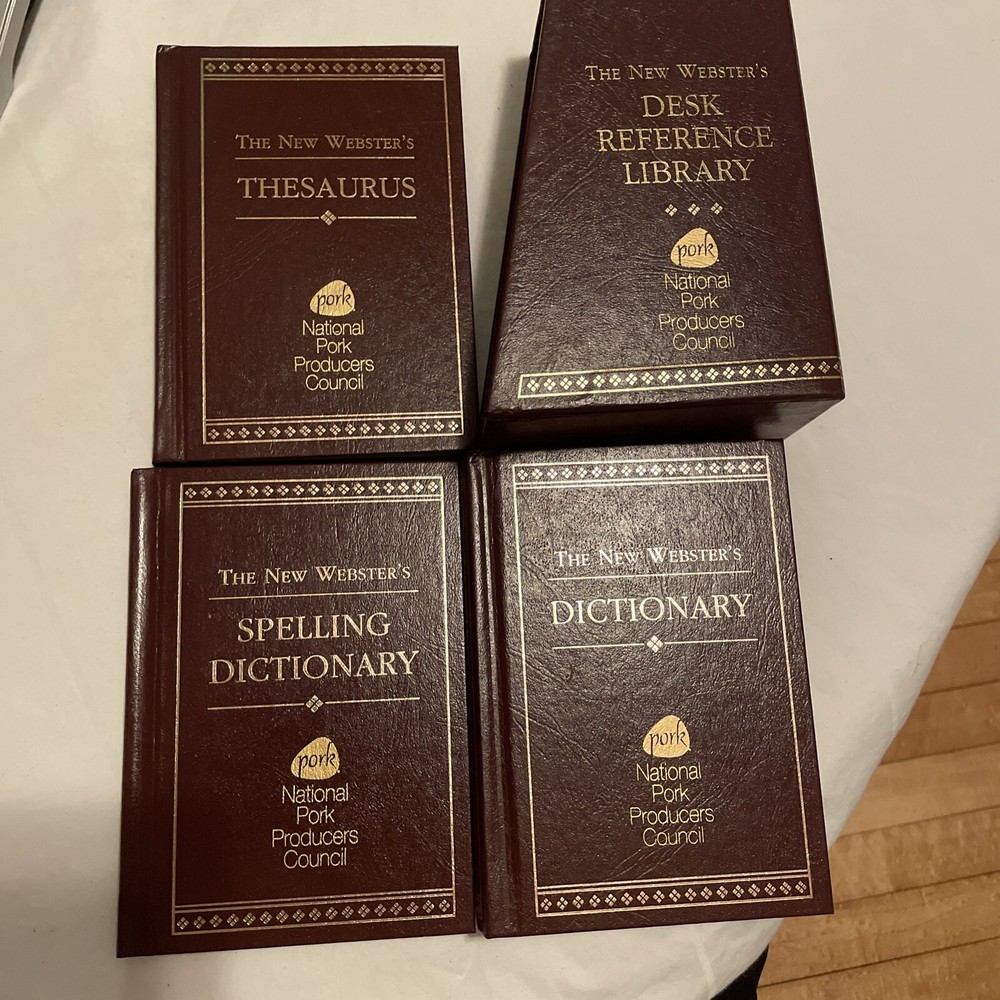 THE NEW WEBSTER'S
THESAURUS
pork
National
Pork
Producers
Council
THE NEW WEBSTER'S
DESK
REFERENCE
LIBRARY
pork
National
Pork
Producers
Council
THE NEW WEBSTER'S
SPELLING
DICTIONARY
pork
National
Pork
Producers
Council
THE NEW WEBSTER'S
DICTIONARY
pork
National
Pork
Producers
Council